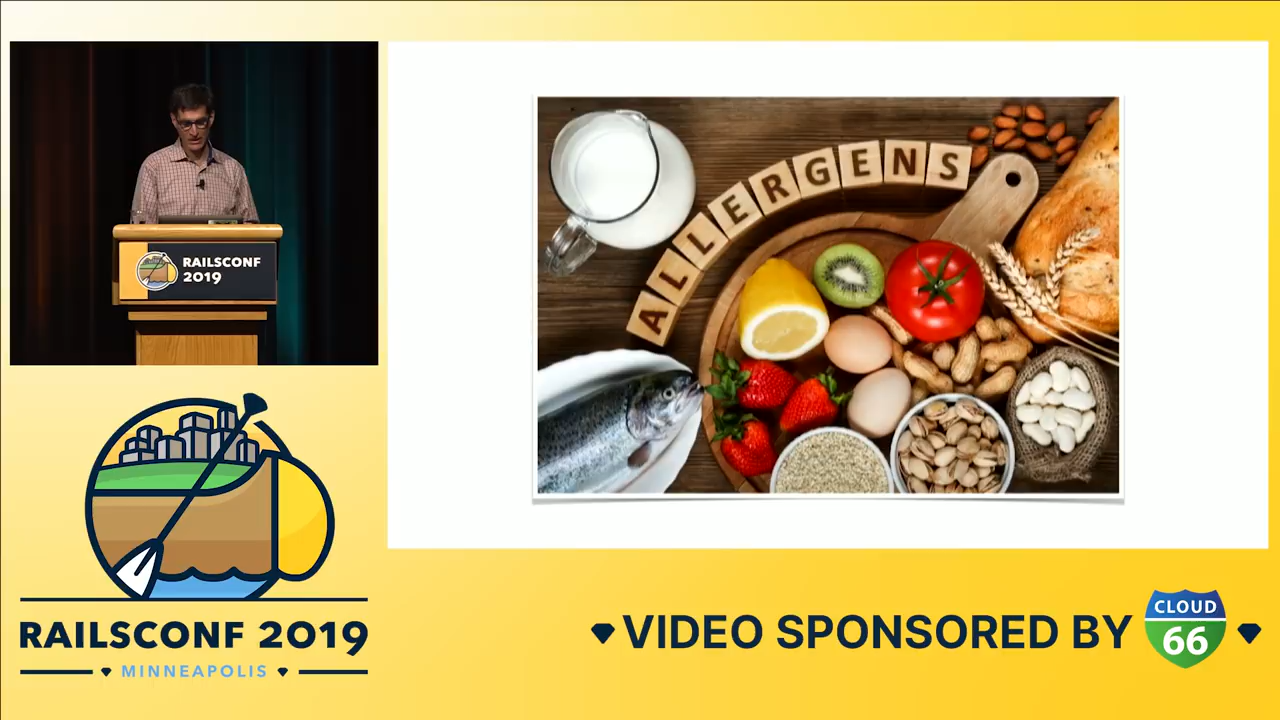 RAILSCONF
2019
ALLERGENS
RAILSCONF 2019
MINNEAPOLIS
VIDEO SPONSORED BY
CLOUD
66